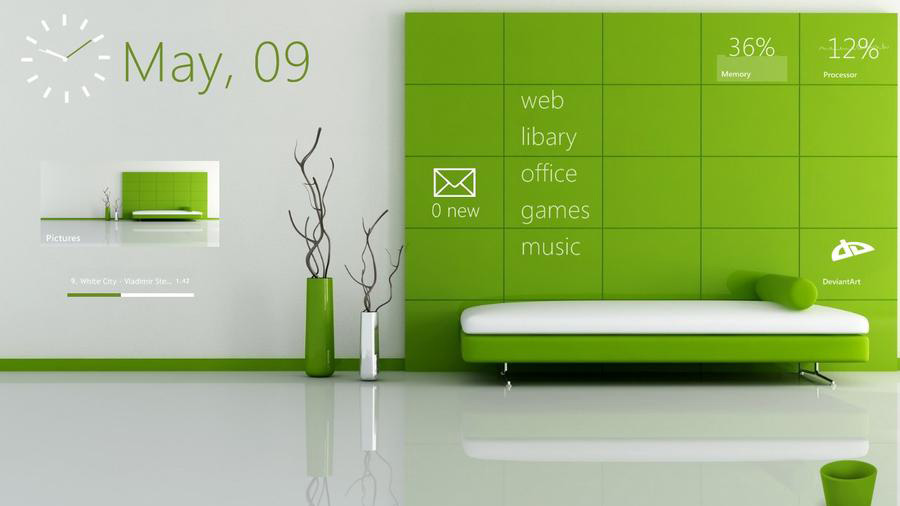 May, 09
36%
Memory
12%
Processor
web
libary
office
games
music
0 new
Pictures
9. White City - Vladimir Ste... 1:42
DeviantArt